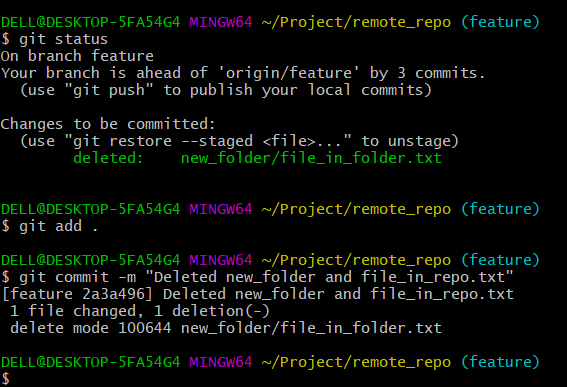 DELL@DESKTOP-5FA54G4 MINGW64 ~/Project/remote_repo (feature)
$ git status
On branch feature
Your branch is ahead of 'origin/feature' by 3 commits.
  (use "git push" to publish your local commits)

Changes to be committed:
  (use "git restore --staged <file>..." to unstage)
        deleted:    new_folder/file_in_folder.txt


DELL@DESKTOP-5FA54G4 MINGW64 ~/Project/remote_repo (feature)
$ git add .

DELL@DESKTOP-5FA54G4 MINGW64 ~/Project/remote_repo (feature)
$ git commit -m "Deleted new_folder and file_in_repo.txt"
[feature 2a3a496] Deleted new_folder and file_in_repo.txt
 1 file changed, 1 deletion(-)
 delete mode 100644 new_folder/file_in_folder.txt

DELL@DESKTOP-5FA54G4 MINGW64 ~/Project/remote_repo (feature)
$